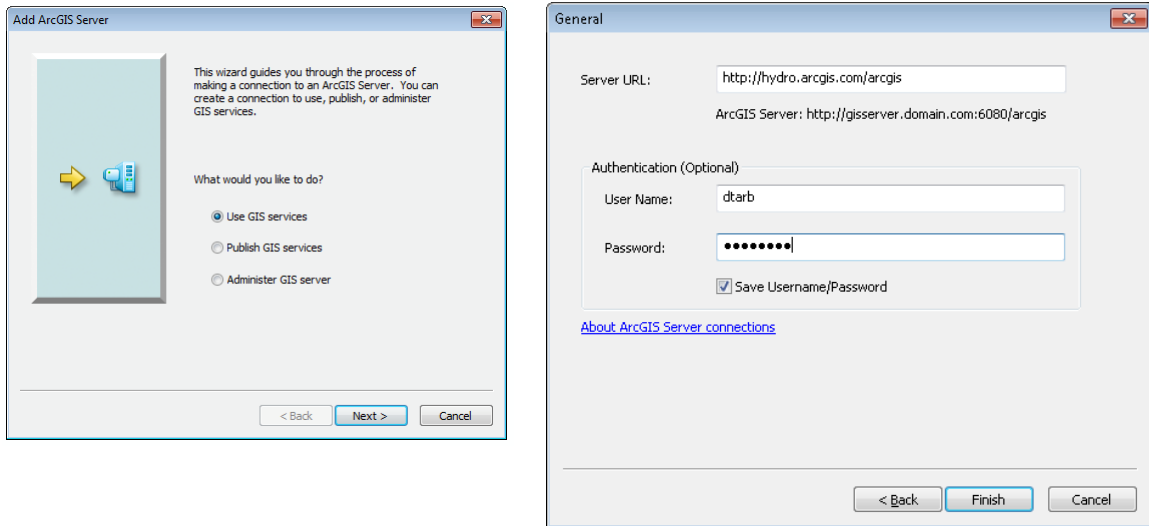 Add ArcGIS Server
This wizard guides you through the process of
making a connection to an ArcGIS Server. You can
create a connection to use, publish, or administer
GIS services.
What would you like to do?
Use GIS services
Publish GIS services
Administer GIS server
< Back
Next >
Cancel
General
Server URL:
http://hydro.arcgis.com/arcgis
ArcGIS Server: http://gisserver.domain.com:6080/arcgis
Authentication (Optional)
User Name:
dtarb
Password:
●●●●●●●●
Save Username/Password
About ArcGIS Server connections
< Back
Finish
Cancel